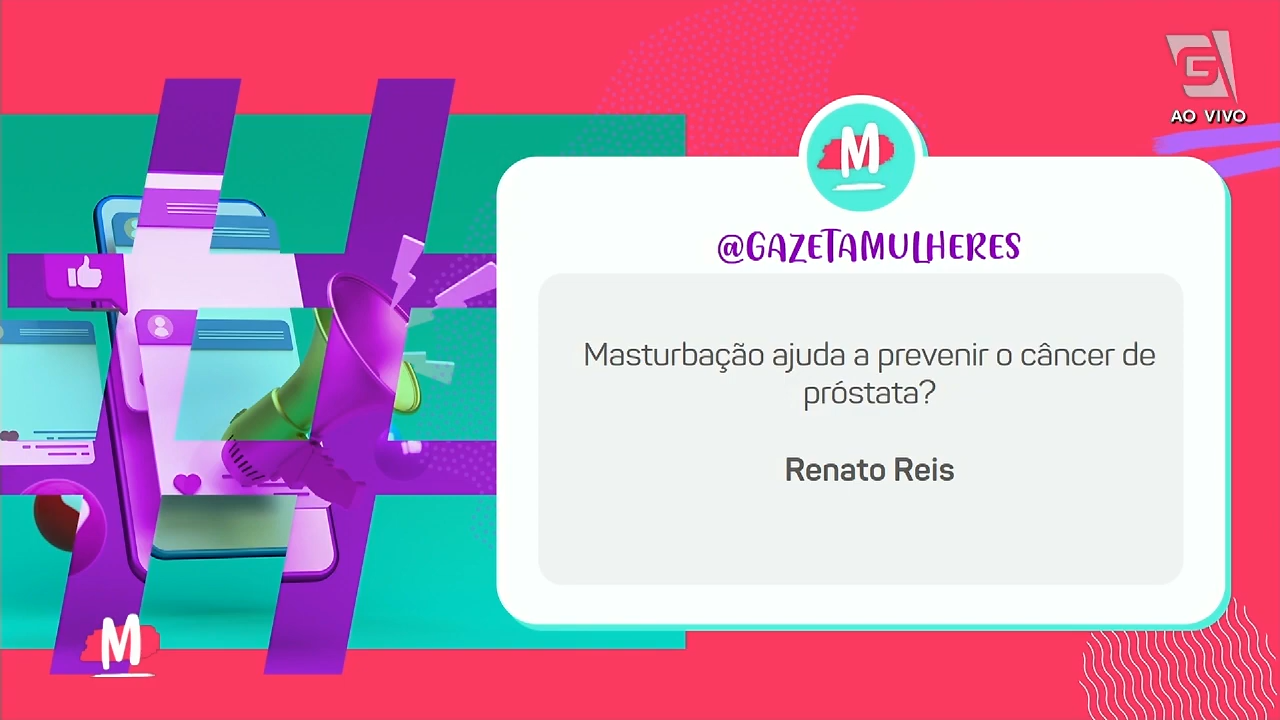 AO VIVO
M
@GAZETAMULHERES
Masturbação ajuda a prevenir o câncer de
próstata?
Renato Reis
M